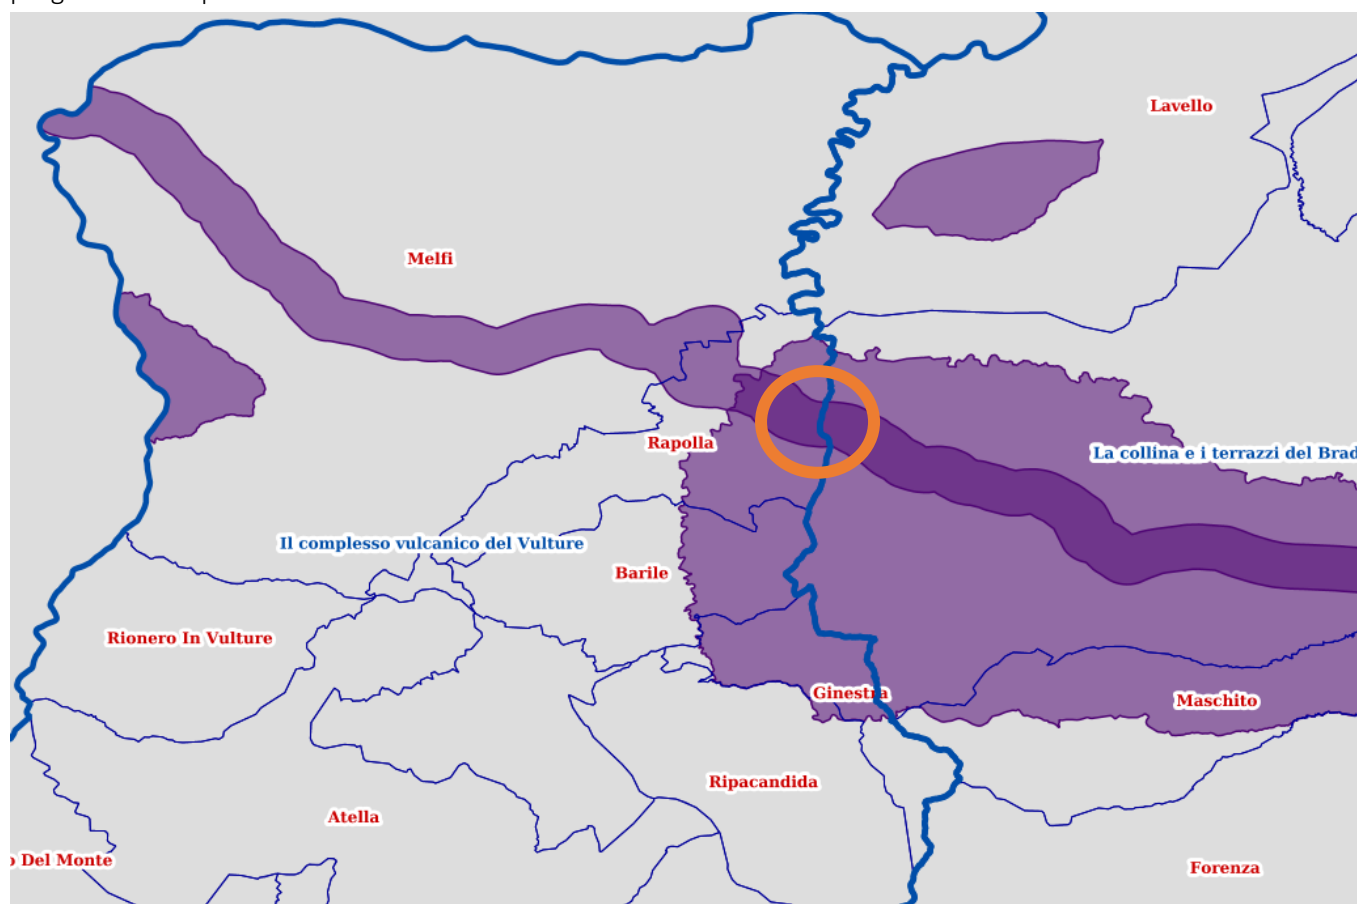 Lavello
Melfi
Rapolla
La collina e i terrazzi del Brad
Il complesso vulcanico del Vulture
Barile
Rionero In Vulture
Ginestra
Maschito
Ripacandida
Atella
Del Monte
Forenza